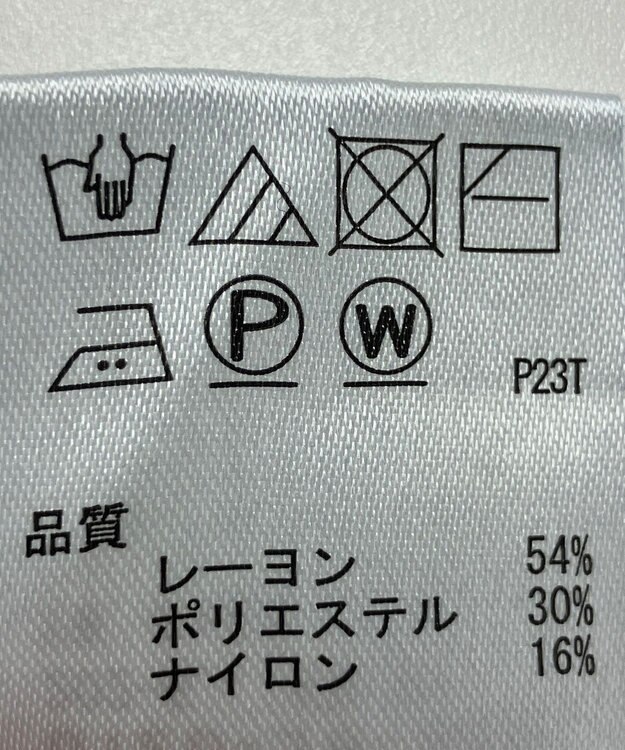 P W P23T
品質
レーヨン 54%
ポリエステル 30%
ナイロン 16%